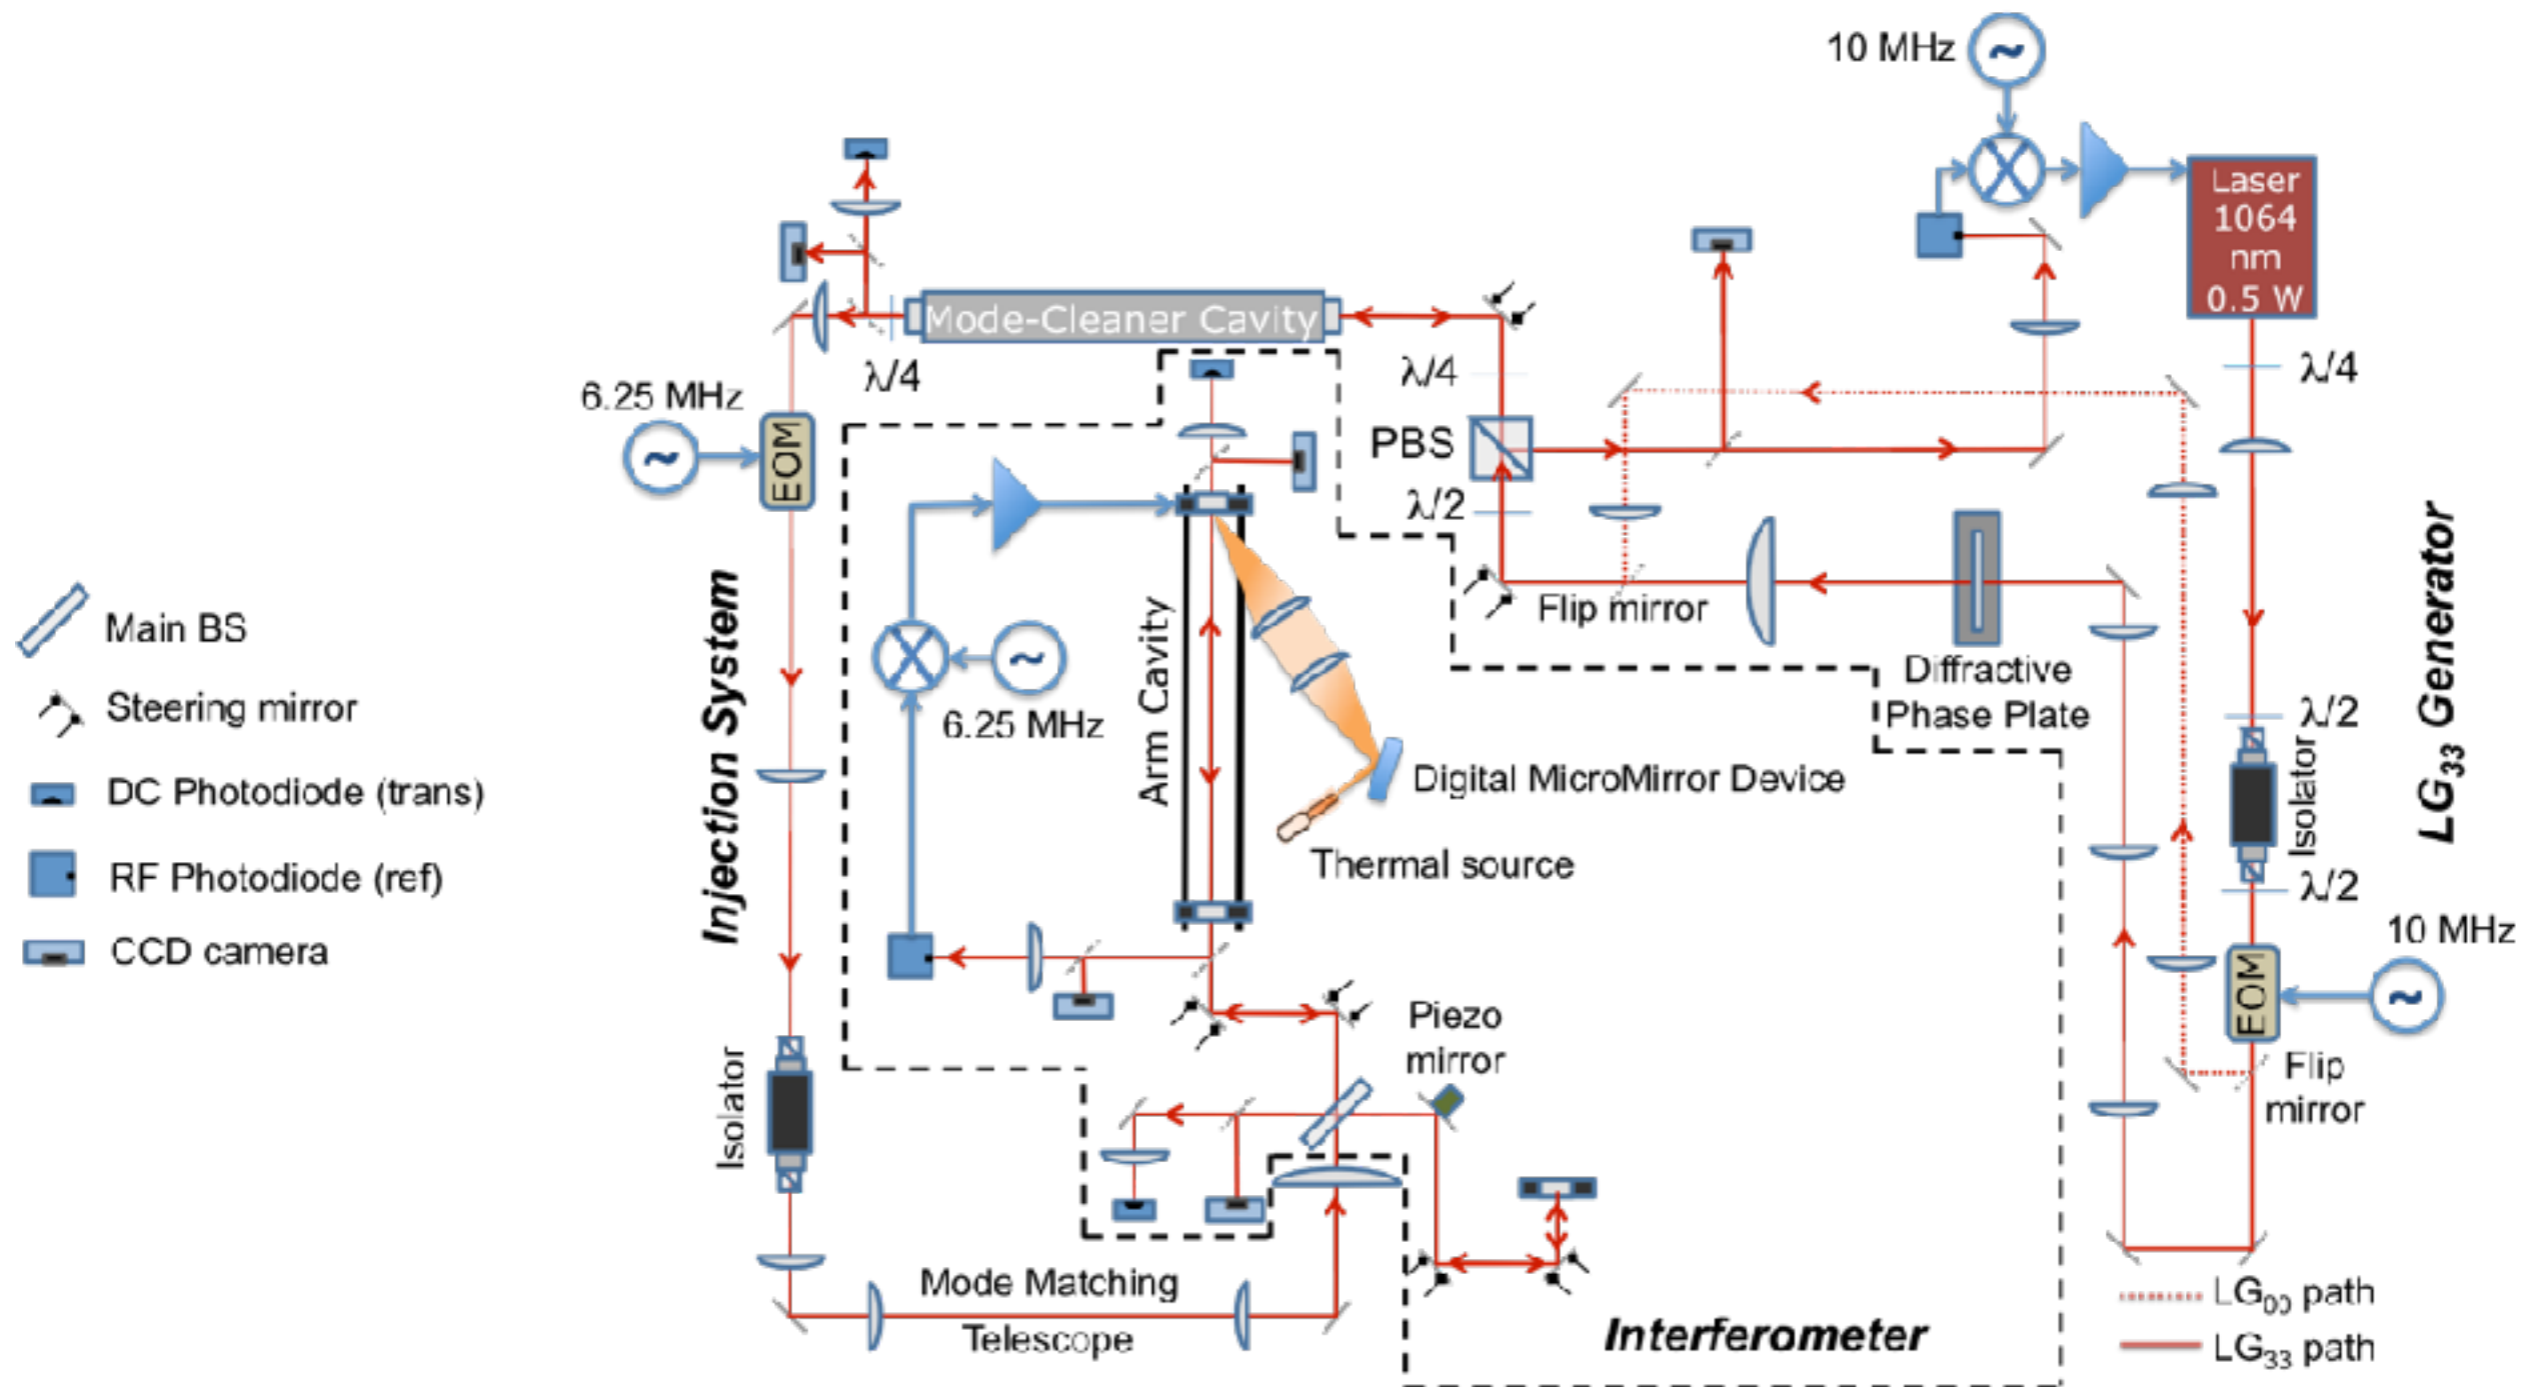 10 MHz
~
Laser
1064
nm
0.5 W
Mode-Cleaner Cavity
λ/4
λ/4
λ/4
6.25 MHz
~
EOM
PBS
λ/2
Flip mirror
Diffractive
Phase Plate
LG33 Generator
Injection System
Main BS
Steering mirror
DC Photodiode (trans)
RF Photodiode (ref)
CCD camera
Arm Cavity
~
6.25 MHz
Digital MicroMirror Device
Thermal source
λ/2
Isolator
λ/2
10 MHz
EOM
~
Flip
mirror
Piezo
mirror
Isolator
Mode Matching
Telescope
Interferometer
LG00 path
LG33 path